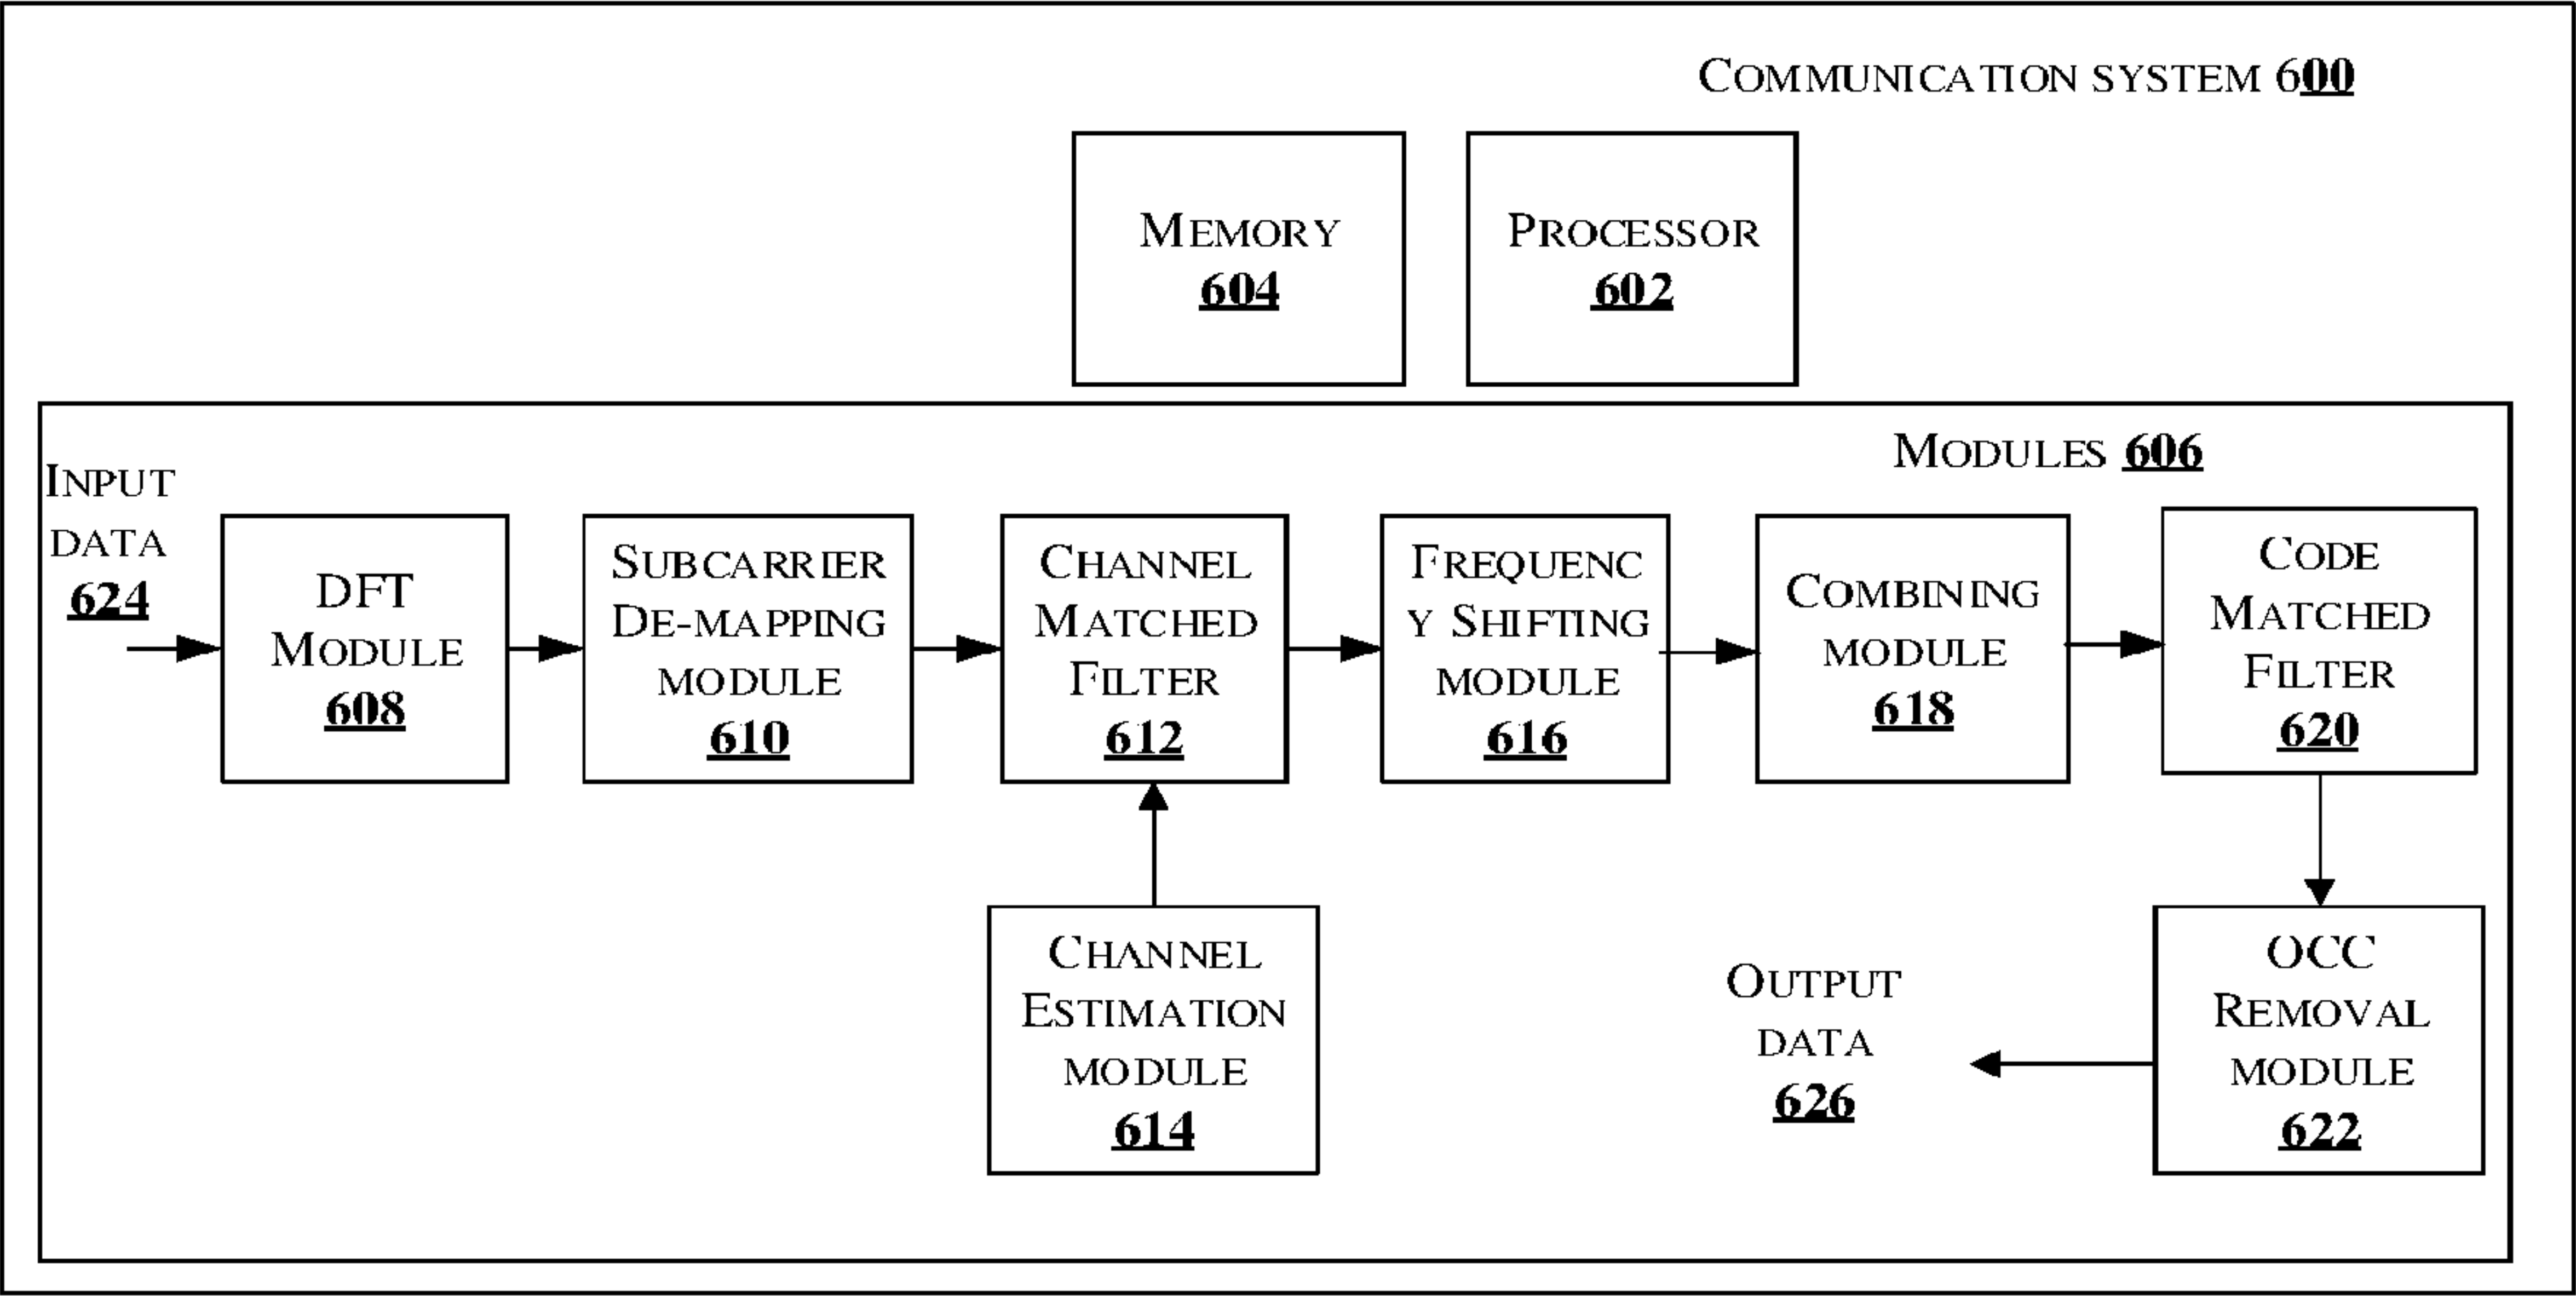 COMMUNICATION SYSTEM 600
MEMORY
604
PROCESSOR
602
MODULES 606
INPUT
DATA
624
DFT
MODULE
608
SUBCARRIER
DE-MAPPING
MODULE
610
CHANNEL
MATCHED
FILTER
612
FREQUENC
Y SHIFTING
MODULE
616
COMBINING
MODULE
618
CODE
MATCHED
FILTER
620
CHANNEL
ESTIMATION
MODULE
614
OUTPUT
DATA
626
OCC
REMOVAL
MODULE
622